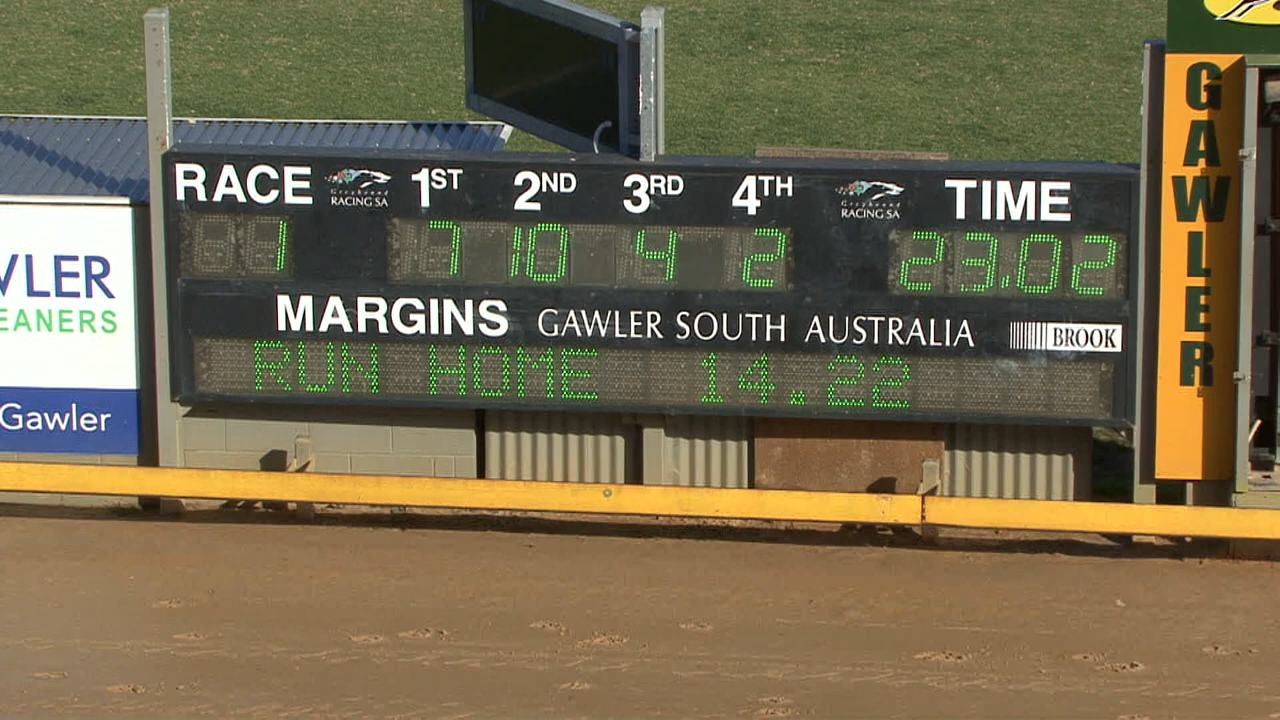 RACE 1ST 2ND 3RD 4TH TIME
Greyhound
RACING SA
Greyhound
RACING SA
1 7 10 4 2 23.02
MARGINS GAWLER SOUTH AUSTRALIA BROOK
RUN HOME 14.22
WLER
EANERS
Gawler
GAWLER